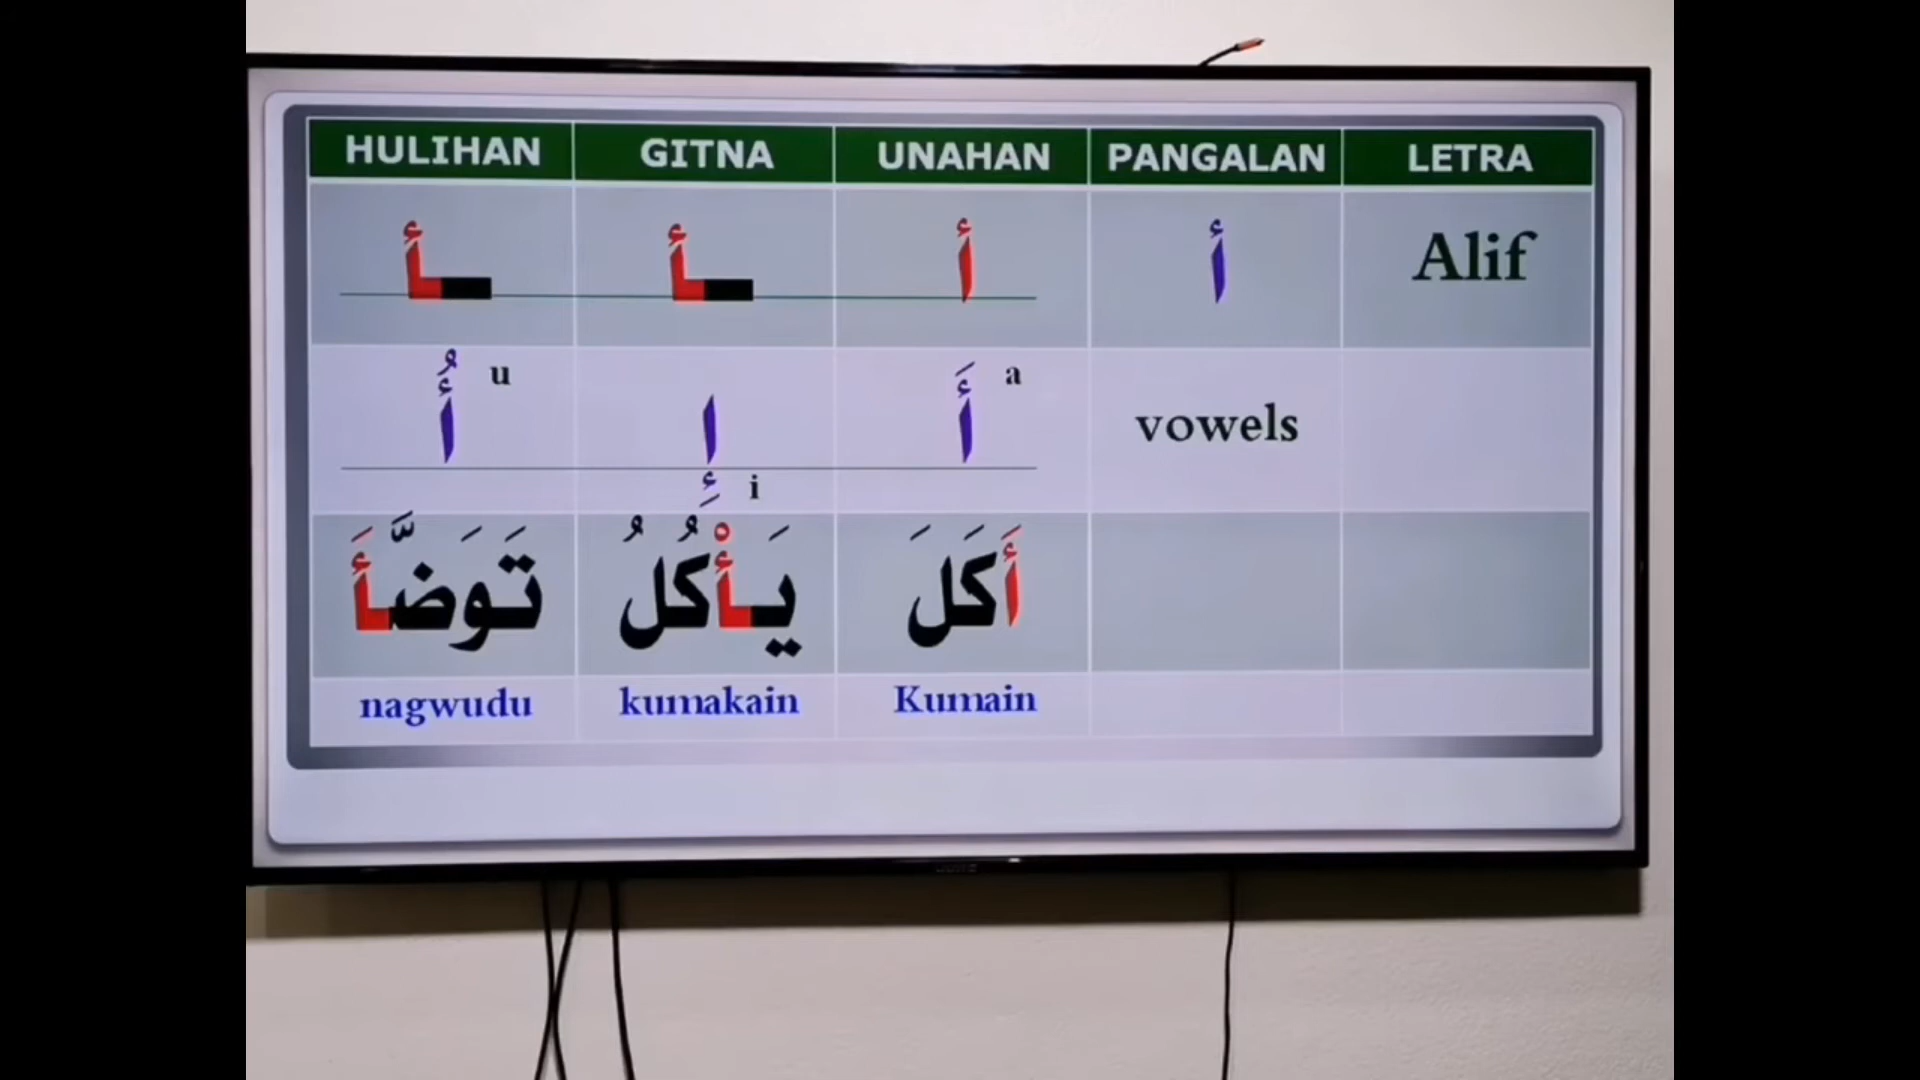 HULIHAN GITNA UNAHAN PANGALAN LETRA
ـأ ـأ أ أ Alif
أُ u إِ i أَ a vowels
تَوَضَّأَ يَأْكُلُ أَكَلَ
nagwudu kumakain Kumain